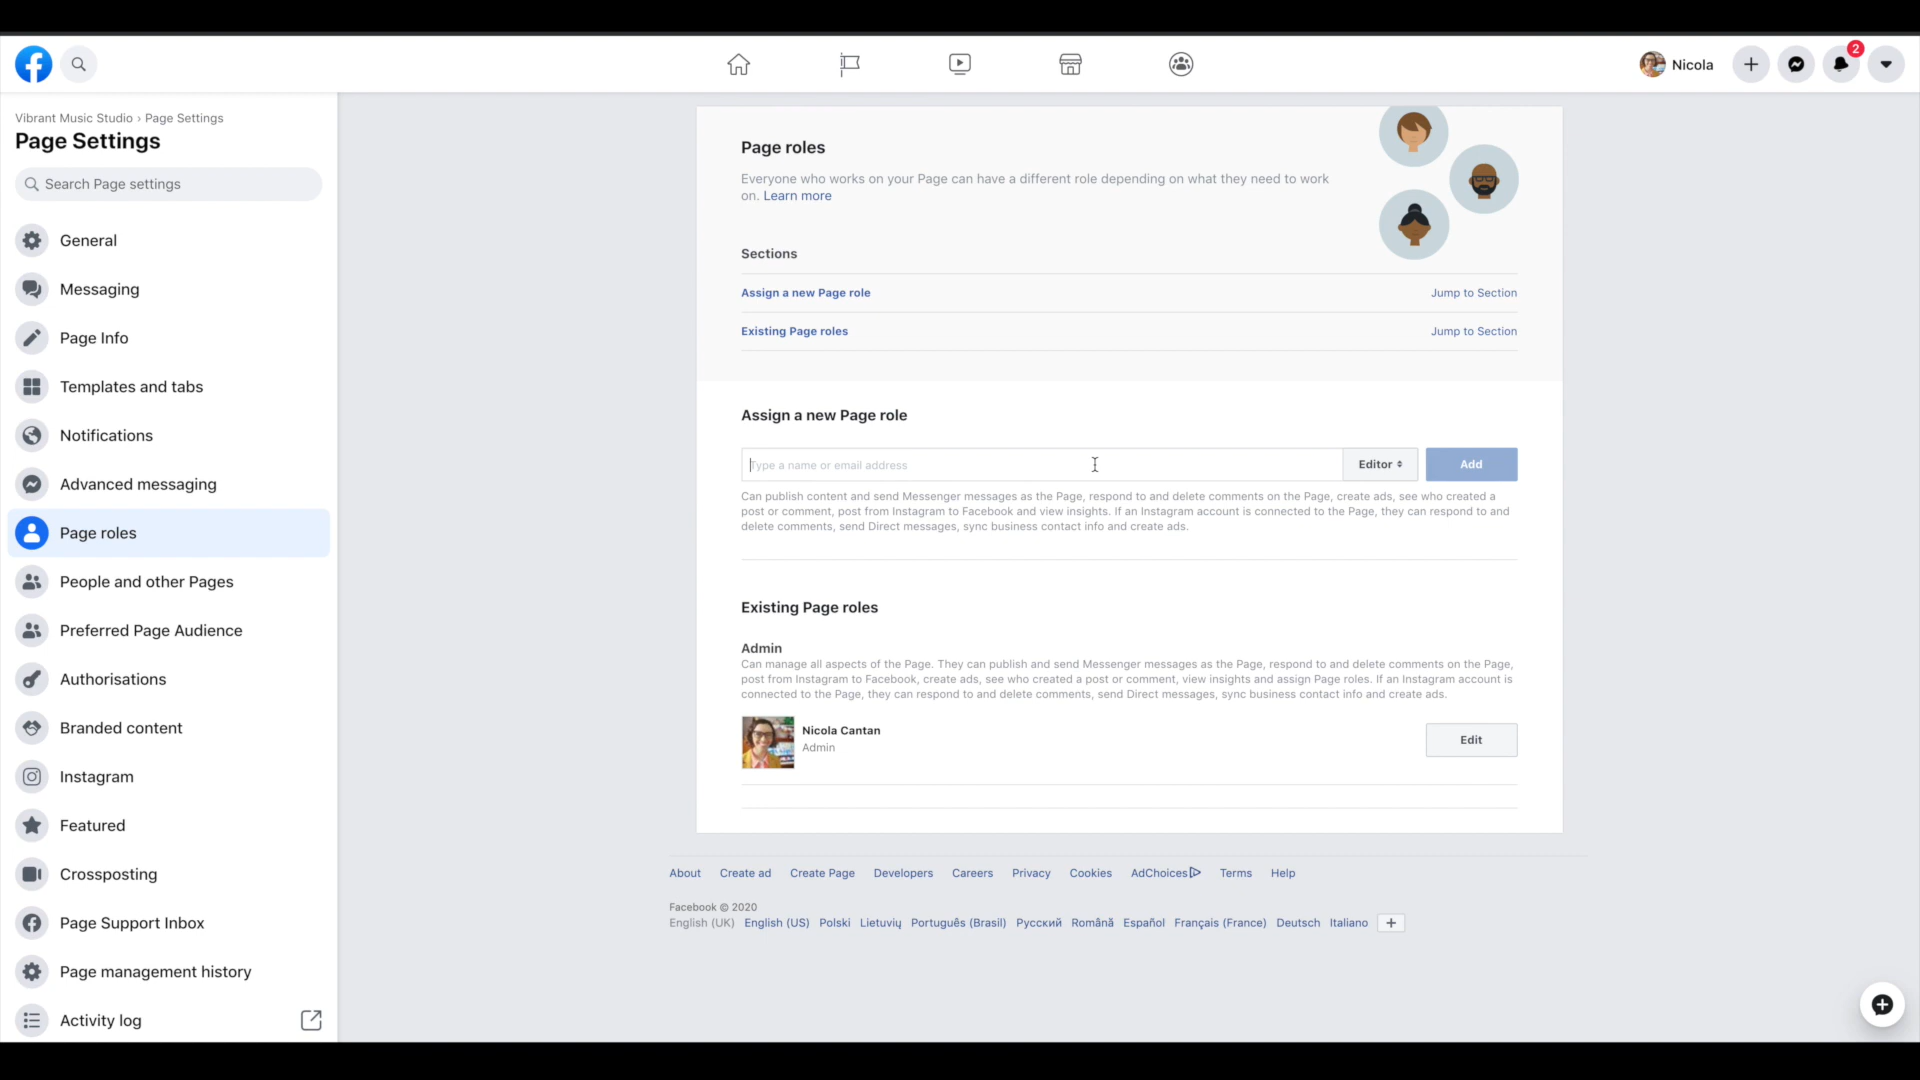 Nicola
2
Vibrant Music Studio › Page Settings
Page Settings
Search Page settings
General
Messaging
Page Info
Templates and tabs
Notifications
Advanced messaging
Page roles
People and other Pages
Preferred Page Audience
Authorisations
Branded content
Instagram
Featured
Crossposting
Page Support Inbox
Page management history
Activity log
Page roles
Everyone who works on your Page can have a different role depending on what they need to work
on. Learn more
Sections
Assign a new Page role Jump to Section
Existing Page roles Jump to Section
Assign a new Page role
Type a name or email address Editor Add
Can publish content and send Messenger messages as the Page, respond to and delete comments on the Page, create ads, see who created a
post or comment, post from Instagram to Facebook and view insights. If an Instagram account is connected to the Page, they can respond to and
delete comments, send Direct messages, sync business contact info and create ads.
Existing Page roles
Admin
Can manage all aspects of the Page. They can publish and send Messenger messages as the Page, respond to and delete comments on the Page,
post from Instagram to Facebook, create ads, see who created a post or comment, view insights and assign Page roles. If an Instagram account is
connected to the Page, they can respond to and delete comments, send Direct messages, sync business contact info and create ads.
Nicola Cantan
Admin
Edit
About Create ad Create Page Developers Careers Privacy Cookies AdChoices Terms Help
Facebook © 2020
English (UK) English (US) Polski Lietuvių Português (Brasil) Русский Română Español Français (France) Deutsch Italiano